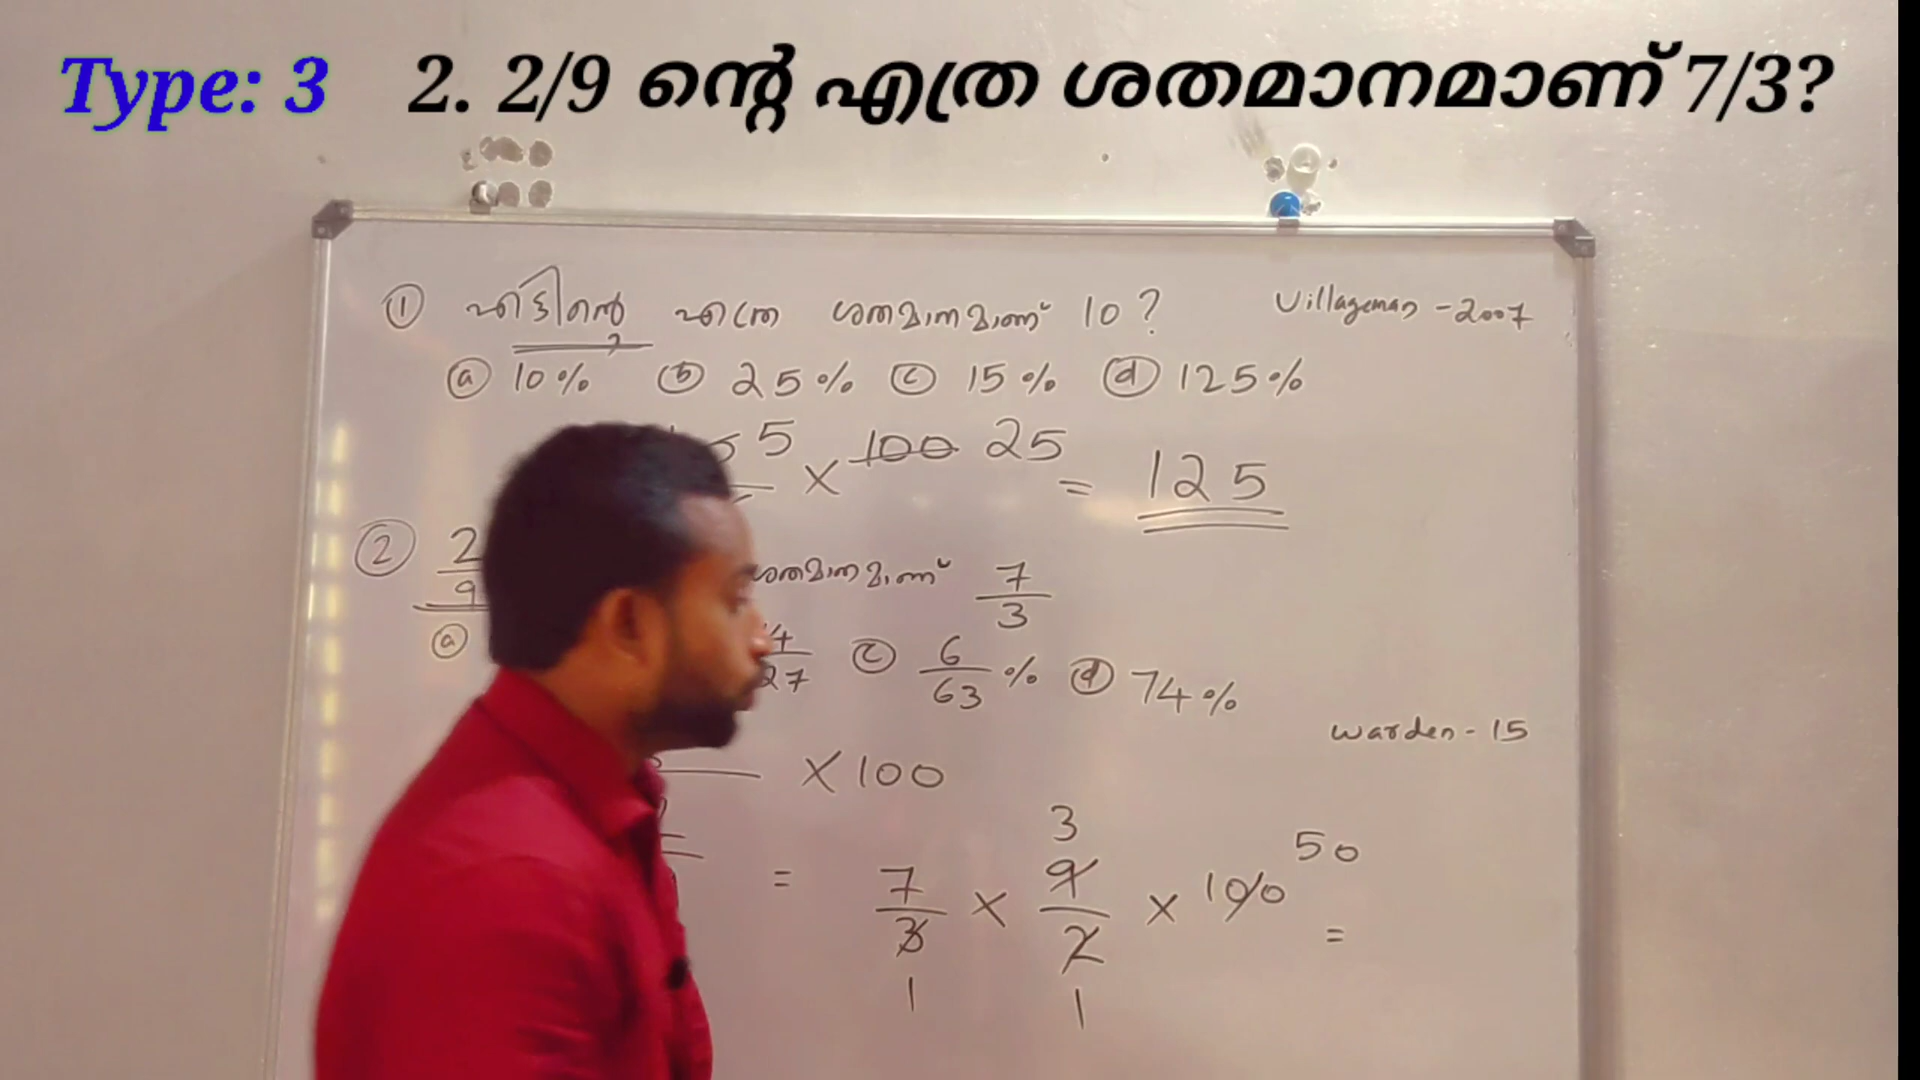 Type: 3 2. 2/9 ന്റെ എത്ര ശതമാനമാണ് 7/3?
① എട്ടിന്റെ എത്ര ശതമാനമാണ് 10? Villageman - 2007
ⓐ 10% ⓑ 25% ⓒ 15% ⓓ 125%
5 × 100 25 = 125
② 2/9 ശതമാനമാണ് 7/3
ⓐ 27 ⓒ 6/63 % ⓓ 74%
warden - 15
× 100
3 50
= 7/3 × 9/2 × 100 =
1 1